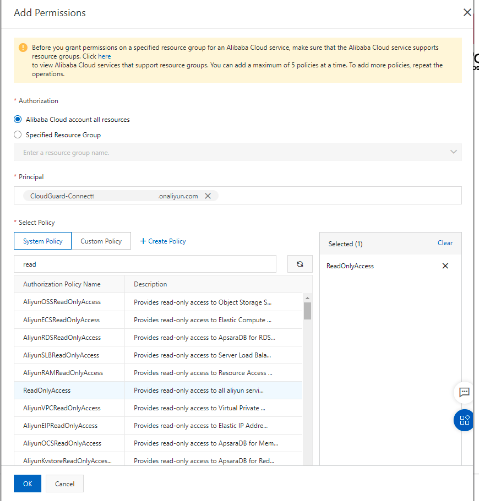 Add Permissions
Before you grant permissions on a specified resource group for an Alibaba Cloud service, make sure that the Alibaba Cloud service supports
resource groups. Click here
to view Alibaba Cloud services that support resource groups. You can add a maximum of 5 policies at a time. To add more policies, repeat the
operations.
* Authorization
Alibaba Cloud account all resources
Specified Resource Group
Enter a resource group name.
* Principal
CloudGuard-Connectt onaliyun.com
* Select Policy
System Policy Custom Policy + Create Policy
Selected (1) Clear
read
ReadOnlyAccess
Authorization Policy Name Description
AliyunOSSReadOnlyAccess Provides read-only access to Object Storage S...
AliyunECSReadOnlyAccess Provides read-only access to Elastic Compute ...
AliyunRDSReadOnlyAccess Provides read-only access to ApsaraDB for RDS...
AliyunSLBReadOnlyAccess Provides read-only access to Server Load Bala...
AliyunRAMReadOnlyAccess Provides read-only access to Resource Access ...
ReadOnlyAccess Provides read-only access to all aliyun servi...
AliyunVPCReadOnlyAccess Provides read-only access to Virtual Private ...
AliyunEIPReadOnlyAccess Provides read-only access to Elastic IP Addre...
AliyunOCSReadOnlyAccess Provides read-only access to ApsaraDB for Mem...
AliyunKvstoreReadOnlyAcces... Provides read-only access to ApsaraDB for Red...
OK Cancel